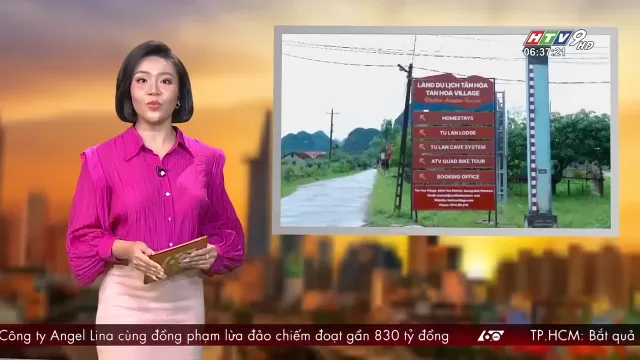 HTV9 HD
06:37:21
LÀNG DU LỊCH TÂN HÓA
TAN HOA VILLAGE
HOMESTAYS
TU LAN LODGE
TU LAN CAVE SYSTEM
ATV QUAD BIKE TOUR
BOOKING OFFICE
Công ty Angel Lina cùng đồng phạm lừa đảo chiếm đoạt gần 830 tỷ đồng
TP.HCM: Bắt quả